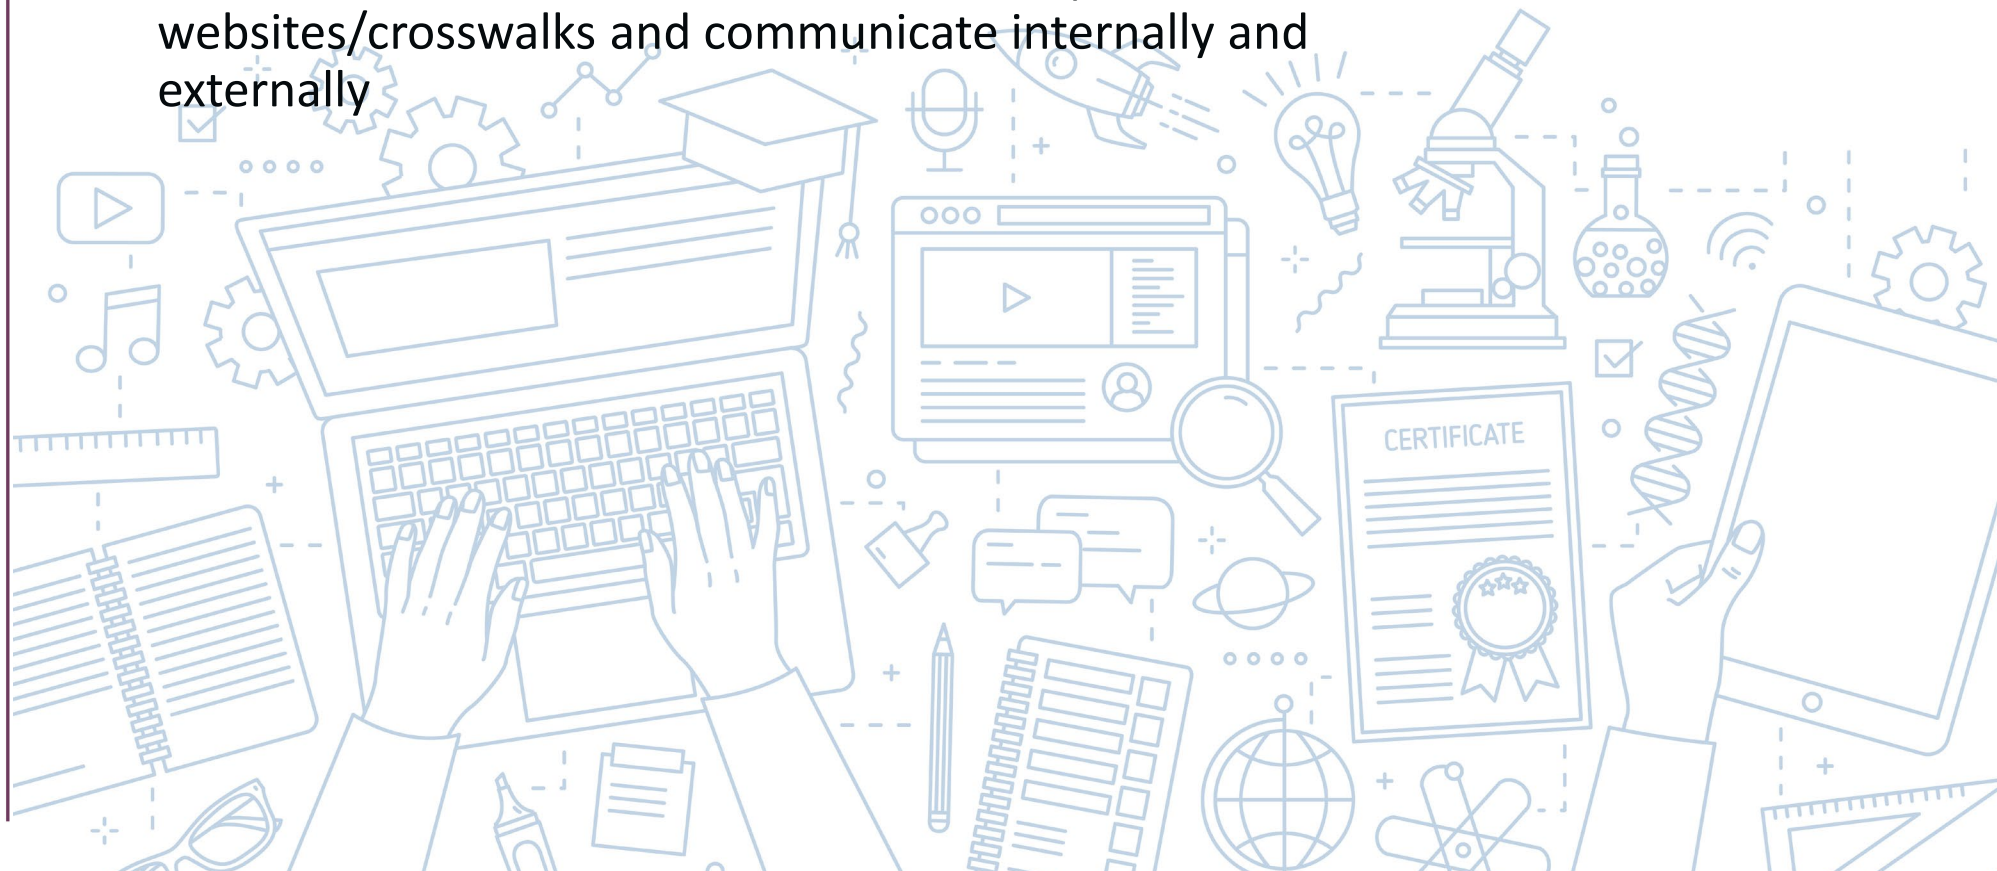 websites/crosswalks and communicate internally and
externally
CERTIFICATE